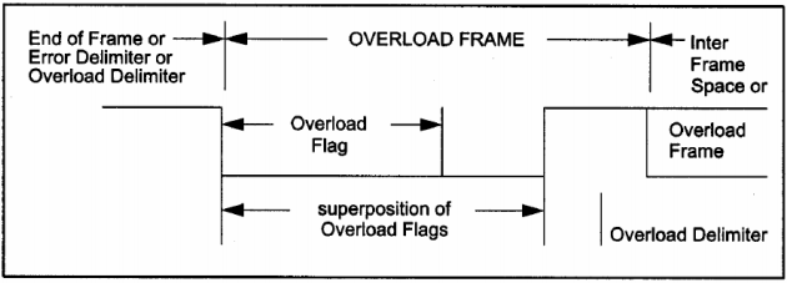 End of Frame or
Error Delimiter or
Overload Delimiter
OVERLOAD FRAME
Inter
Frame
Space or
Overload
Flag
Overload
Frame
superposition of
Overload Flags
Overload Delimiter